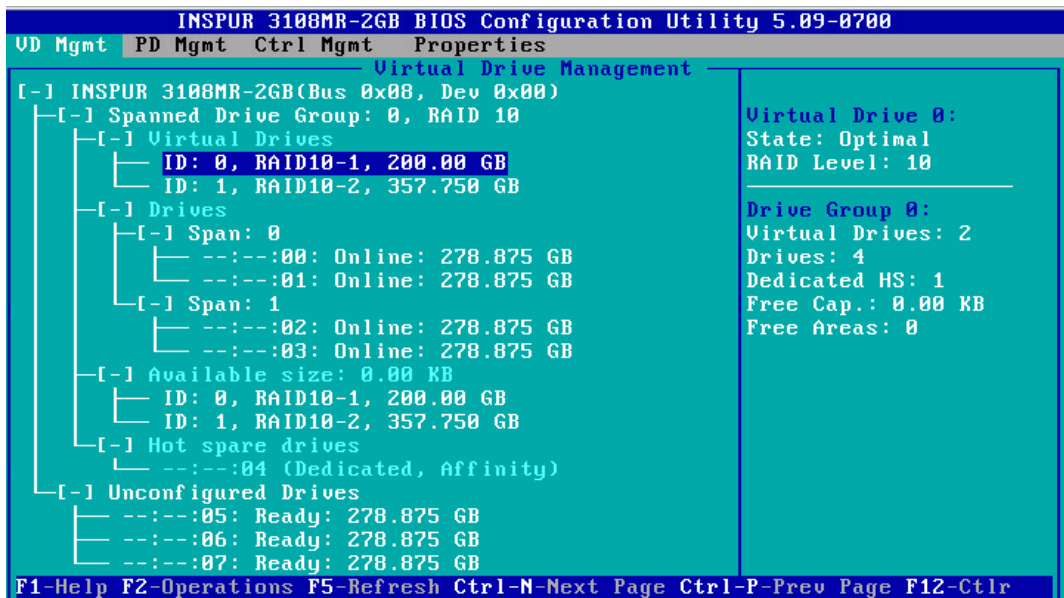 INSPUR 3108MR-2GB BIOS Configuration Utility 5.09-0700
VD Mgmt PD Mgmt Ctrl Mgmt Properties
Virtual Drive Management
[-] INSPUR 3108MR-2GB(Bus 0x08, Dev 0x00)
[-] Spanned Drive Group: 0, RAID 10
[-] Virtual Drives
ID: 0, RAID10-1, 200.00 GB
ID: 1, RAID10-2, 357.750 GB
[-] Drives
[-] Span: 0
--:--:00: Online: 278.875 GB
--:--:01: Online: 278.875 GB
[-] Span: 1
--:--:02: Online: 278.875 GB
--:--:03: Online: 278.875 GB
[-] Available size: 0.00 KB
ID: 0, RAID10-1, 200.00 GB
ID: 1, RAID10-2, 357.750 GB
[-] Hot spare drives
--:--:04 (Dedicated, Affinity)
[-] Unconfigured Drives
--:--:05: Ready: 278.875 GB
--:--:06: Ready: 278.875 GB
--:--:07: Ready: 278.875 GB
Virtual Drive 0:
State: Optimal
RAID Level: 10
Drive Group 0:
Virtual Drives: 2
Drives: 4
Dedicated HS: 1
Free Cap.: 0.00 KB
Free Areas: 0
F1-Help F2-Operations F5-Refresh Ctrl-N-Next Page Ctrl-P-Prev Page F12-Ctlr